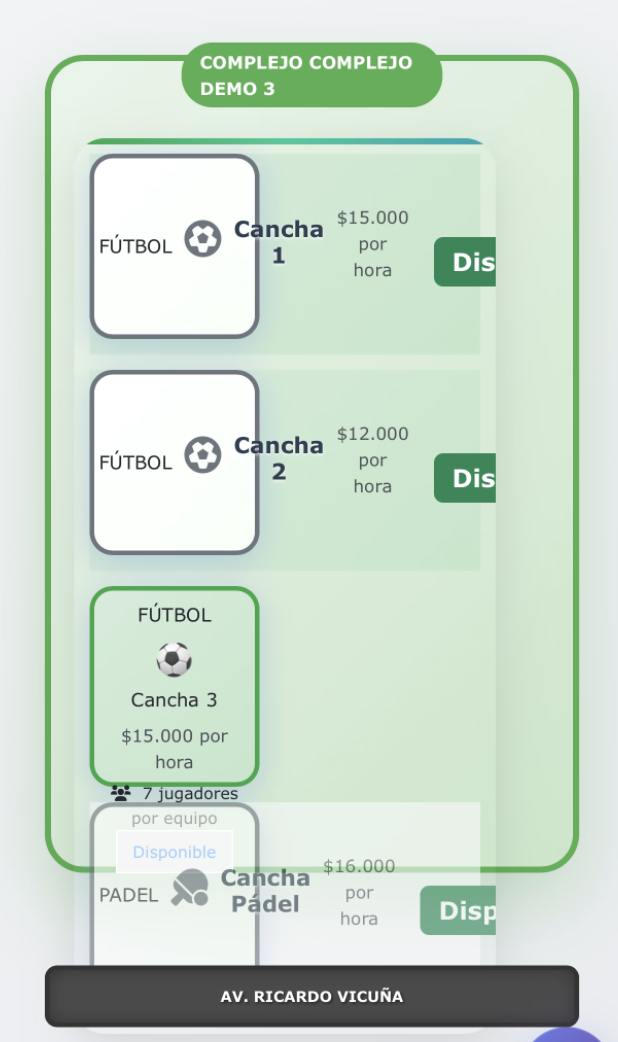 COMPLEJO COMPLEJO
DEMO 3
FÚTBOL
Cancha
1
$15.000
por
hora
Dis
FÚTBOL
Cancha
2
$12.000
por
hora
Dis
FÚTBOL
Cancha 3
$15.000 por
hora
7 jugadores
por equipo
Disponible
PADEL
Cancha
Pádel
$16.000
por
hora
Disp
AV. RICARDO VICUÑA